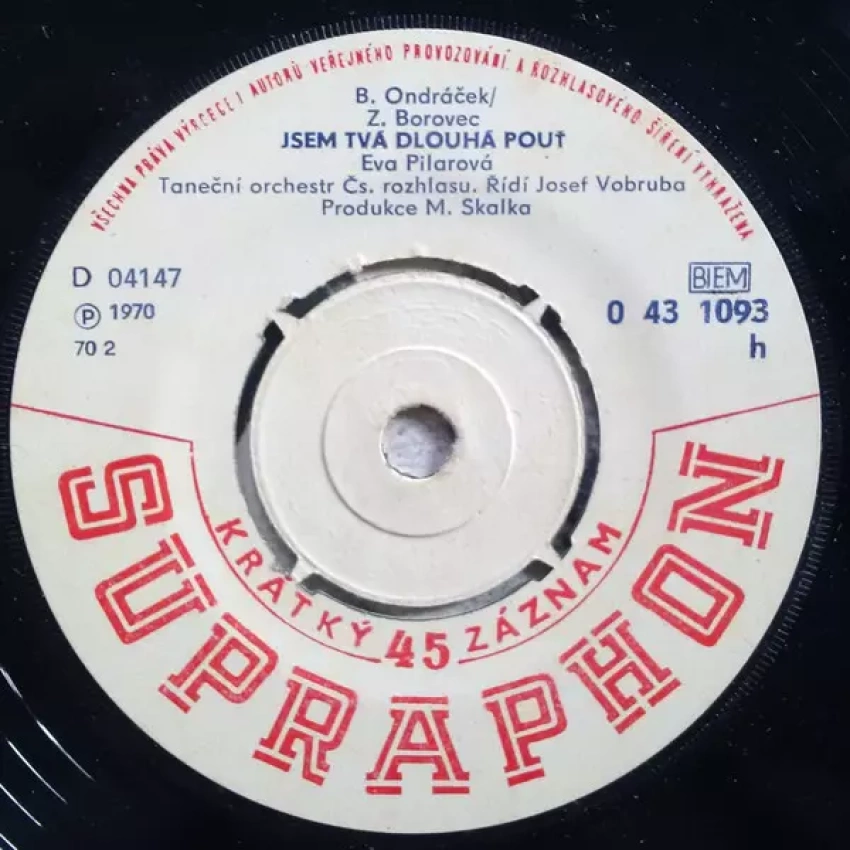 VŠECHNA PRÁVA VÝROBCE I AUTORŮ VEŘEJNÉHO PROVOZOVÁNÍ A ROZHLASOVÉHO ŠÍŘENÍ VYHRAŽENA
B. Ondráček/
Z. Borovec
JSEM TVÁ DLOUHÁ POUŤ
Eva Pilarová
Taneční orchestr Čs. rozhlasu. Řídí Josef Vobruba
Produkce M. Skalka
D 04147
Ⓟ 1970
70 2
BIEM
0 43 1093
h
KRÁTKÝ 45 ZÁZNAM
SUPRAPHON